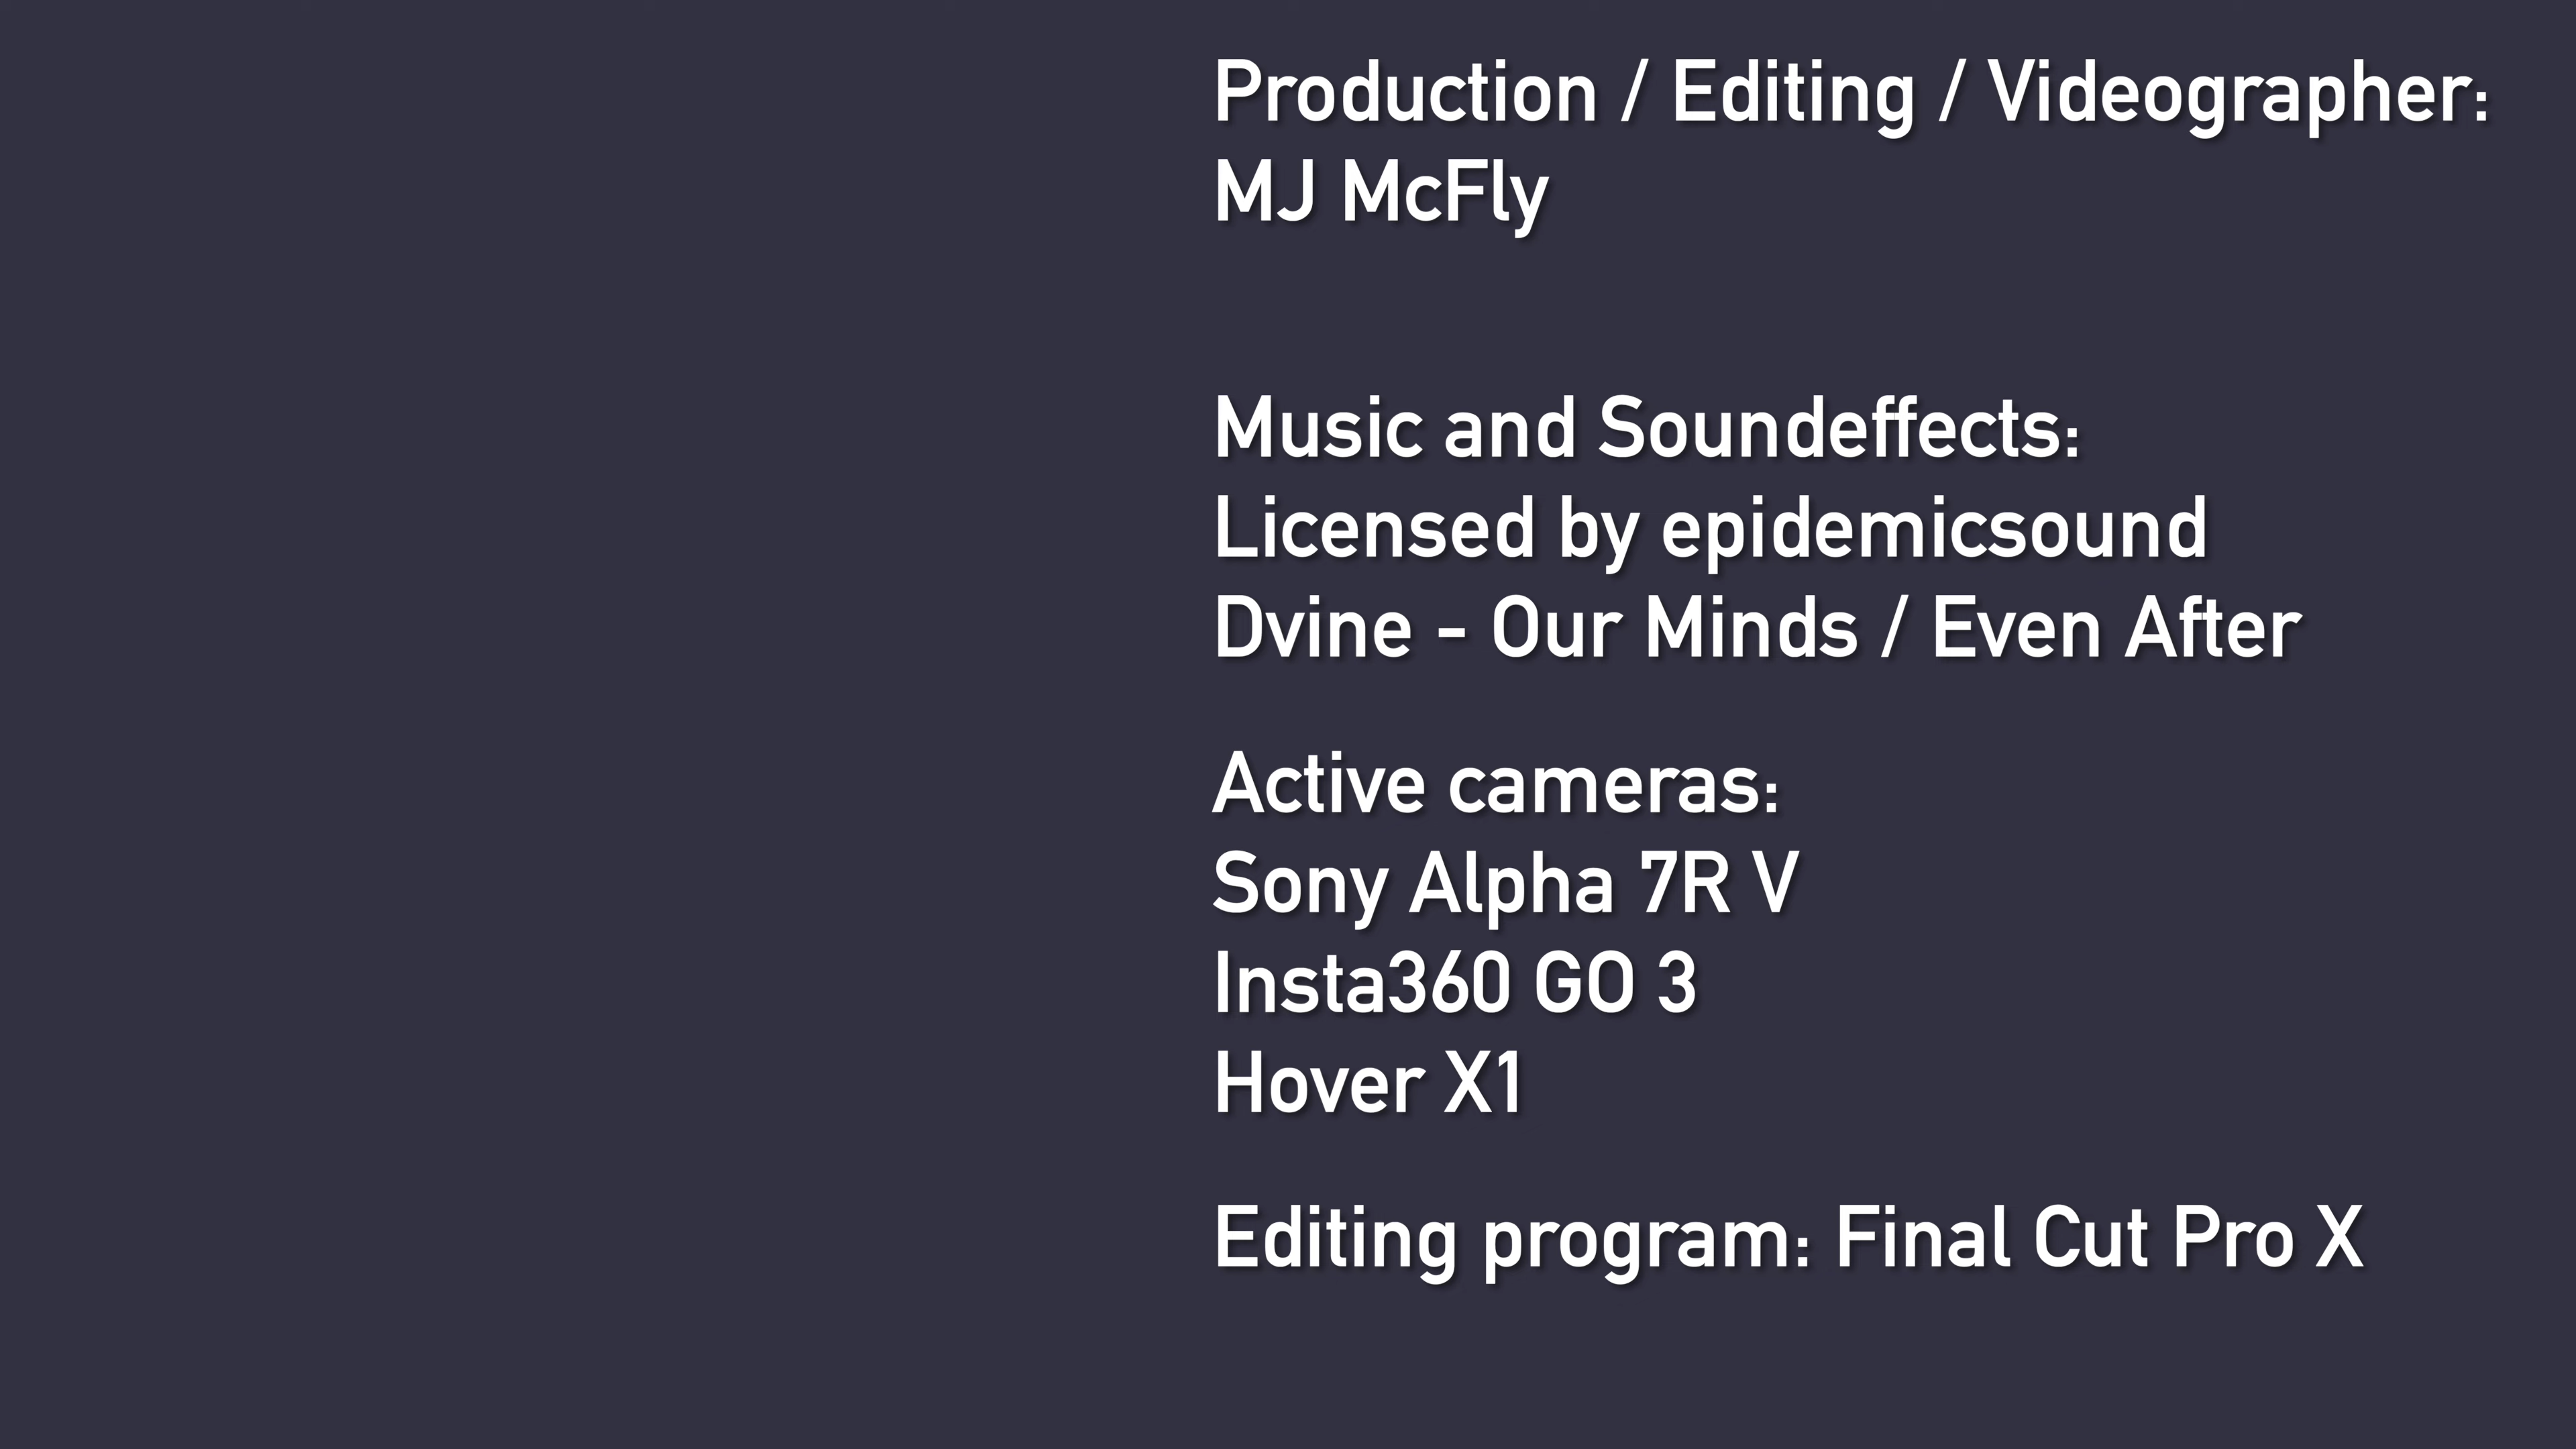 Production / Editing / Videographer:
MJ McFly
Music and Soundeffects:
Licensed by epidemicsound
Dvine - Our Minds / Even After
Active cameras:
Sony Alpha 7R V
Insta360 GO 3
Hover X1
Editing program: Final Cut Pro X